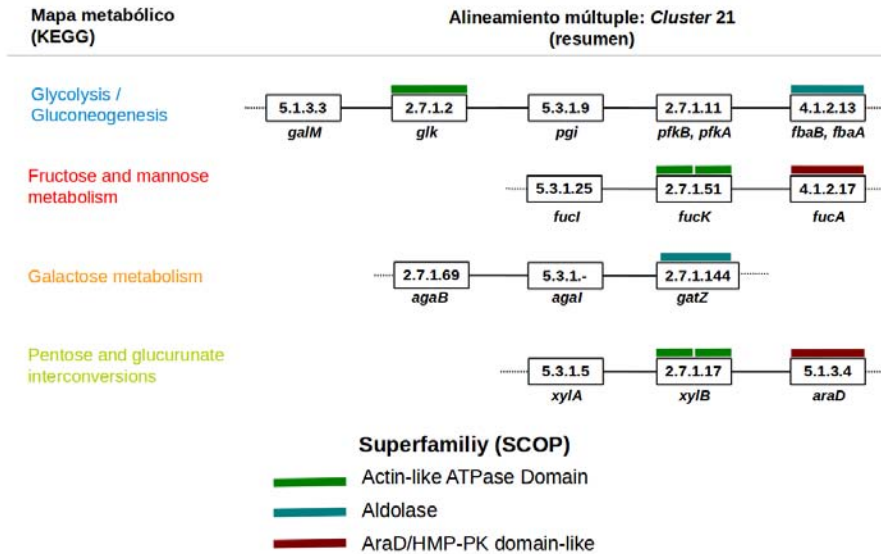 Mapa metabólico
(KEGG)
Alineamiento múltuple: Cluster 21
(resumen)
Glycolysis /
Gluconeogenesis
5.1.3.3 2.7.1.2 5.3.1.9 2.7.1.11 4.1.2.13
galM glk pgi pfkB, pfkA fbaB, fbaA
Fructose and mannose
metabolism
5.3.1.25 2.7.1.51 4.1.2.17
fucI fucK fucA
Galactose metabolism
2.7.1.69 5.3.1.- 2.7.1.144
agaB agaI gatZ
Pentose and glucurunate
interconversions
5.3.1.5 2.7.1.17 5.1.3.4
xylA xylB araD
Superfamiliy (SCOP)
Actin-like ATPase Domain
Aldolase
AraD/HMP-PK domain-like